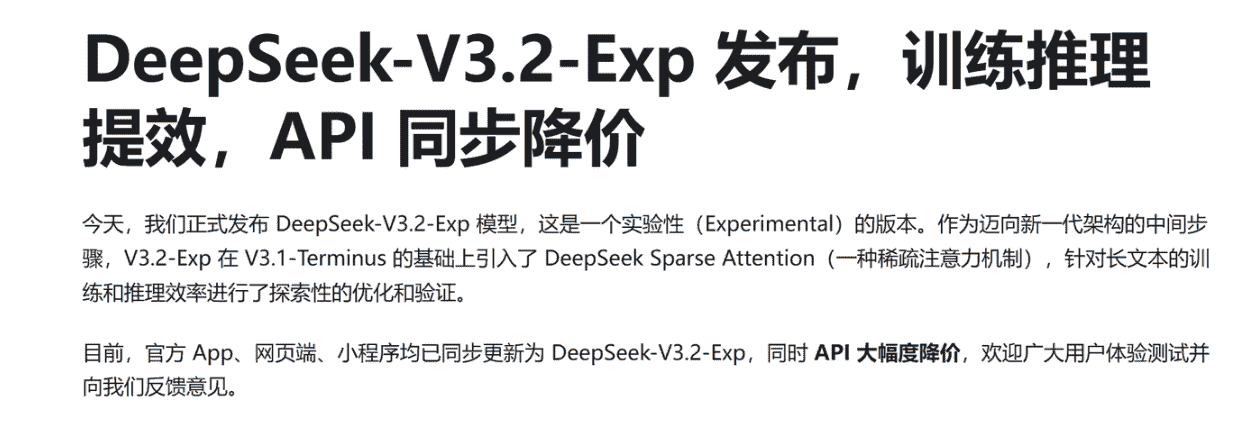 DeepSeek-V3.2-Exp 发布，训练推理
提效，API 同步降价
今天，我们正式发布 DeepSeek-V3.2-Exp 模型，这是一个实验性（Experimental）的版本。作为迈向新一代架构的中间步
骤，V3.2-Exp 在 V3.1-Terminus 的基础上引入了 DeepSeek Sparse Attention（一种稀疏注意力机制），针对长文本的训
练和推理效率进行了探索性的优化和验证。
目前，官方 App、网页端、小程序均已同步更新为 DeepSeek-V3.2-Exp，同时 API 大幅度降价，欢迎广大用户体验测试并
向我们反馈意见。